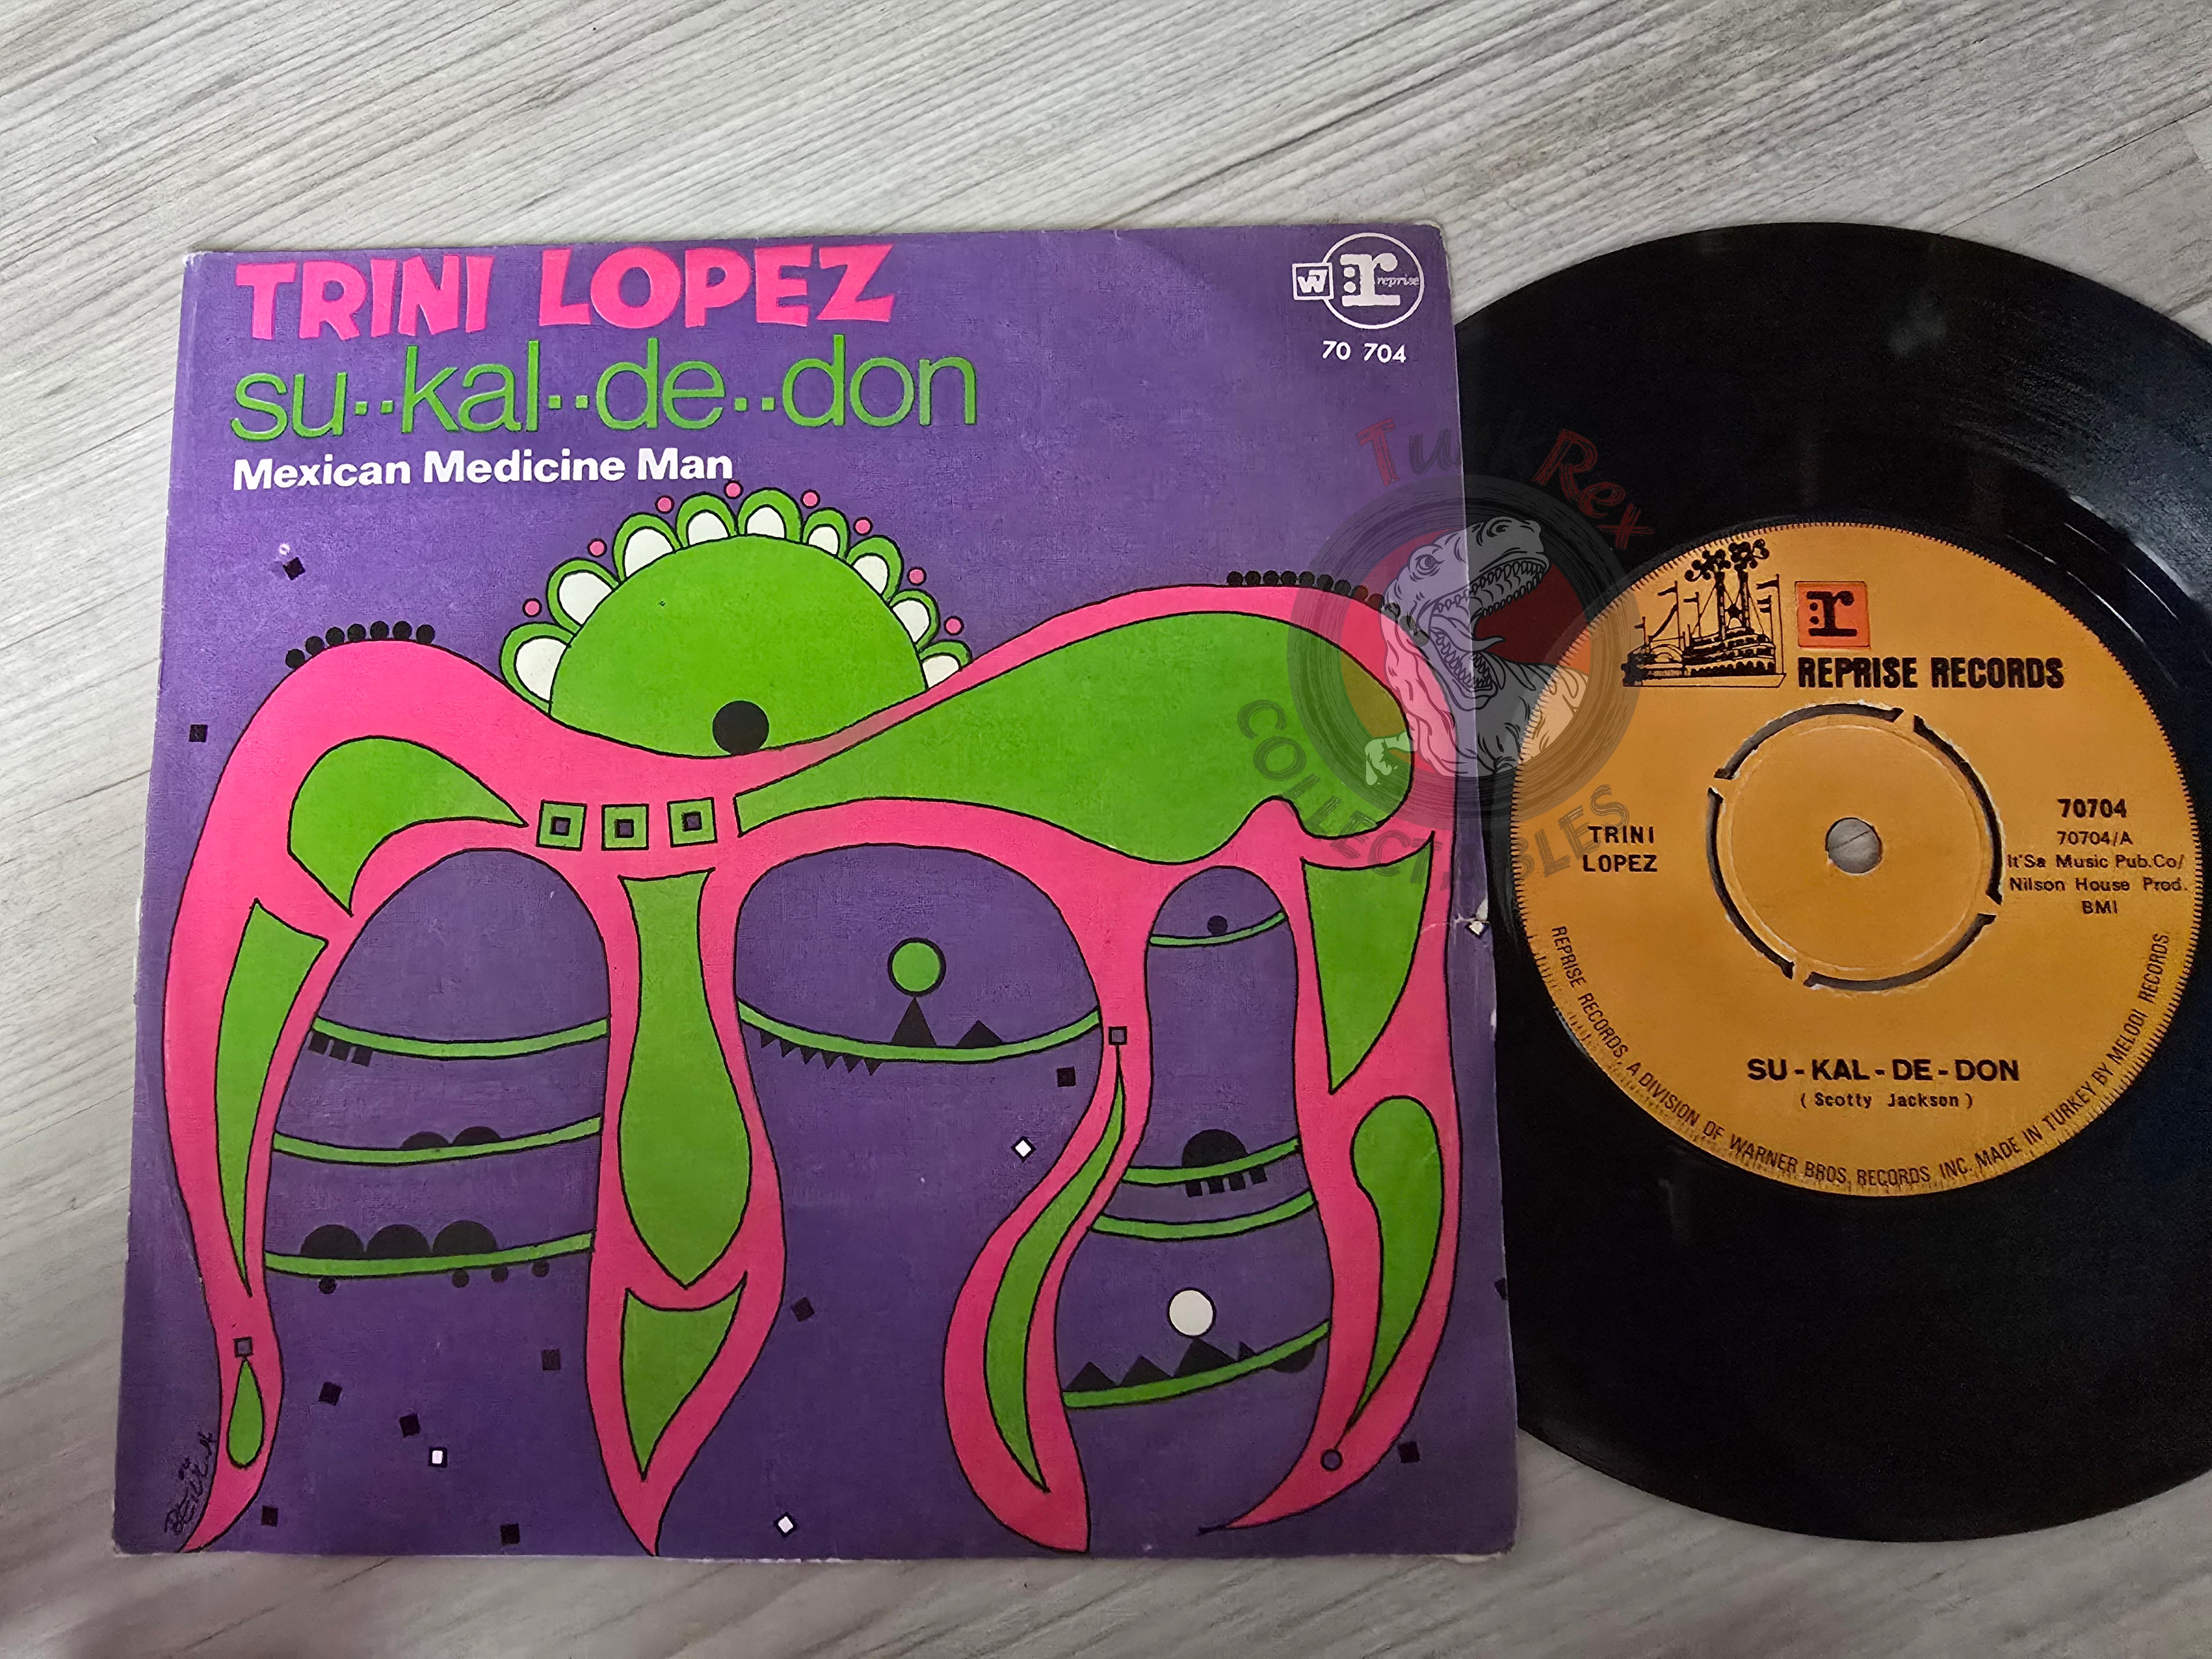 TRINI LOPEZ
su··kal··de··don
Mexican Medicine Man
W
:r reprise
70 704
TurkRex
COLLECTABLES
:r
REPRISE RECORDS
TRINI
LOPEZ
70704
70704/A
It'Sa Music Pub.Co/
Nilson House Prod.
BMI
SU - KAL - DE - DON
( Scotty Jackson )
REPRISE RECORDS, A DIVISION OF WARNER BROS. RECORDS INC. MADE IN TURKEY BY MELODI RECORDS.